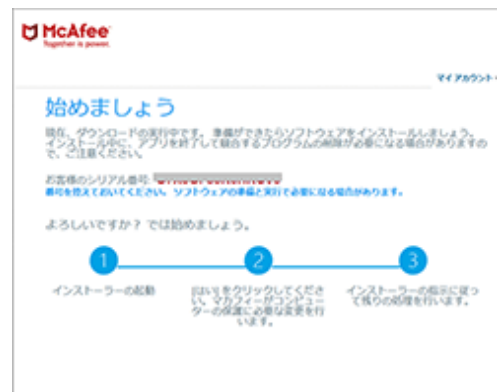 McAfee
Together is power.
マイ アカウント
始めましょう
現在、ダウンロードの実行中です。 準備ができたらソフトウェアをインストールしましょう。
インストール中に、アプリを終了して競合するプログラムの削除が必要になる場合がありますの
で、ご注意ください。
お客様のシリアル番号:
番号を控えておいてください。 ソフトウェアの準備と実行で必要になる場合があります。
よろしいですか? では始めましょう。
1
2
3
インストーラーの起動
[はい] をクリックしてくださ
い。マカフィーがコンピュー
ターの保護に必要な変更を行
います。
インストーラーの指示に従っ
て残りの処理を行います。